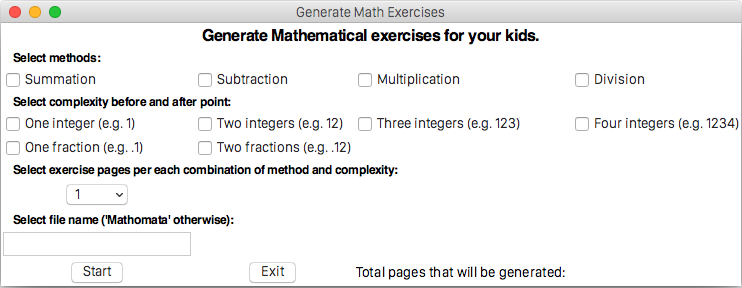 Generate Math Exercises
Generate Mathematical exercises for your kids.
Select methods:
Summation Subtraction Multiplication Division
Select complexity before and after point:
One integer (e.g. 1) Two integers (e.g. 12) Three integers (e.g. 123) Four integers (e.g. 1234)
One fraction (e.g. .1) Two fractions (e.g. .12)
Select exercise pages per each combination of method and complexity:
1
Select file name ('Mathomata' otherwise):
Start Exit Total pages that will be generated: